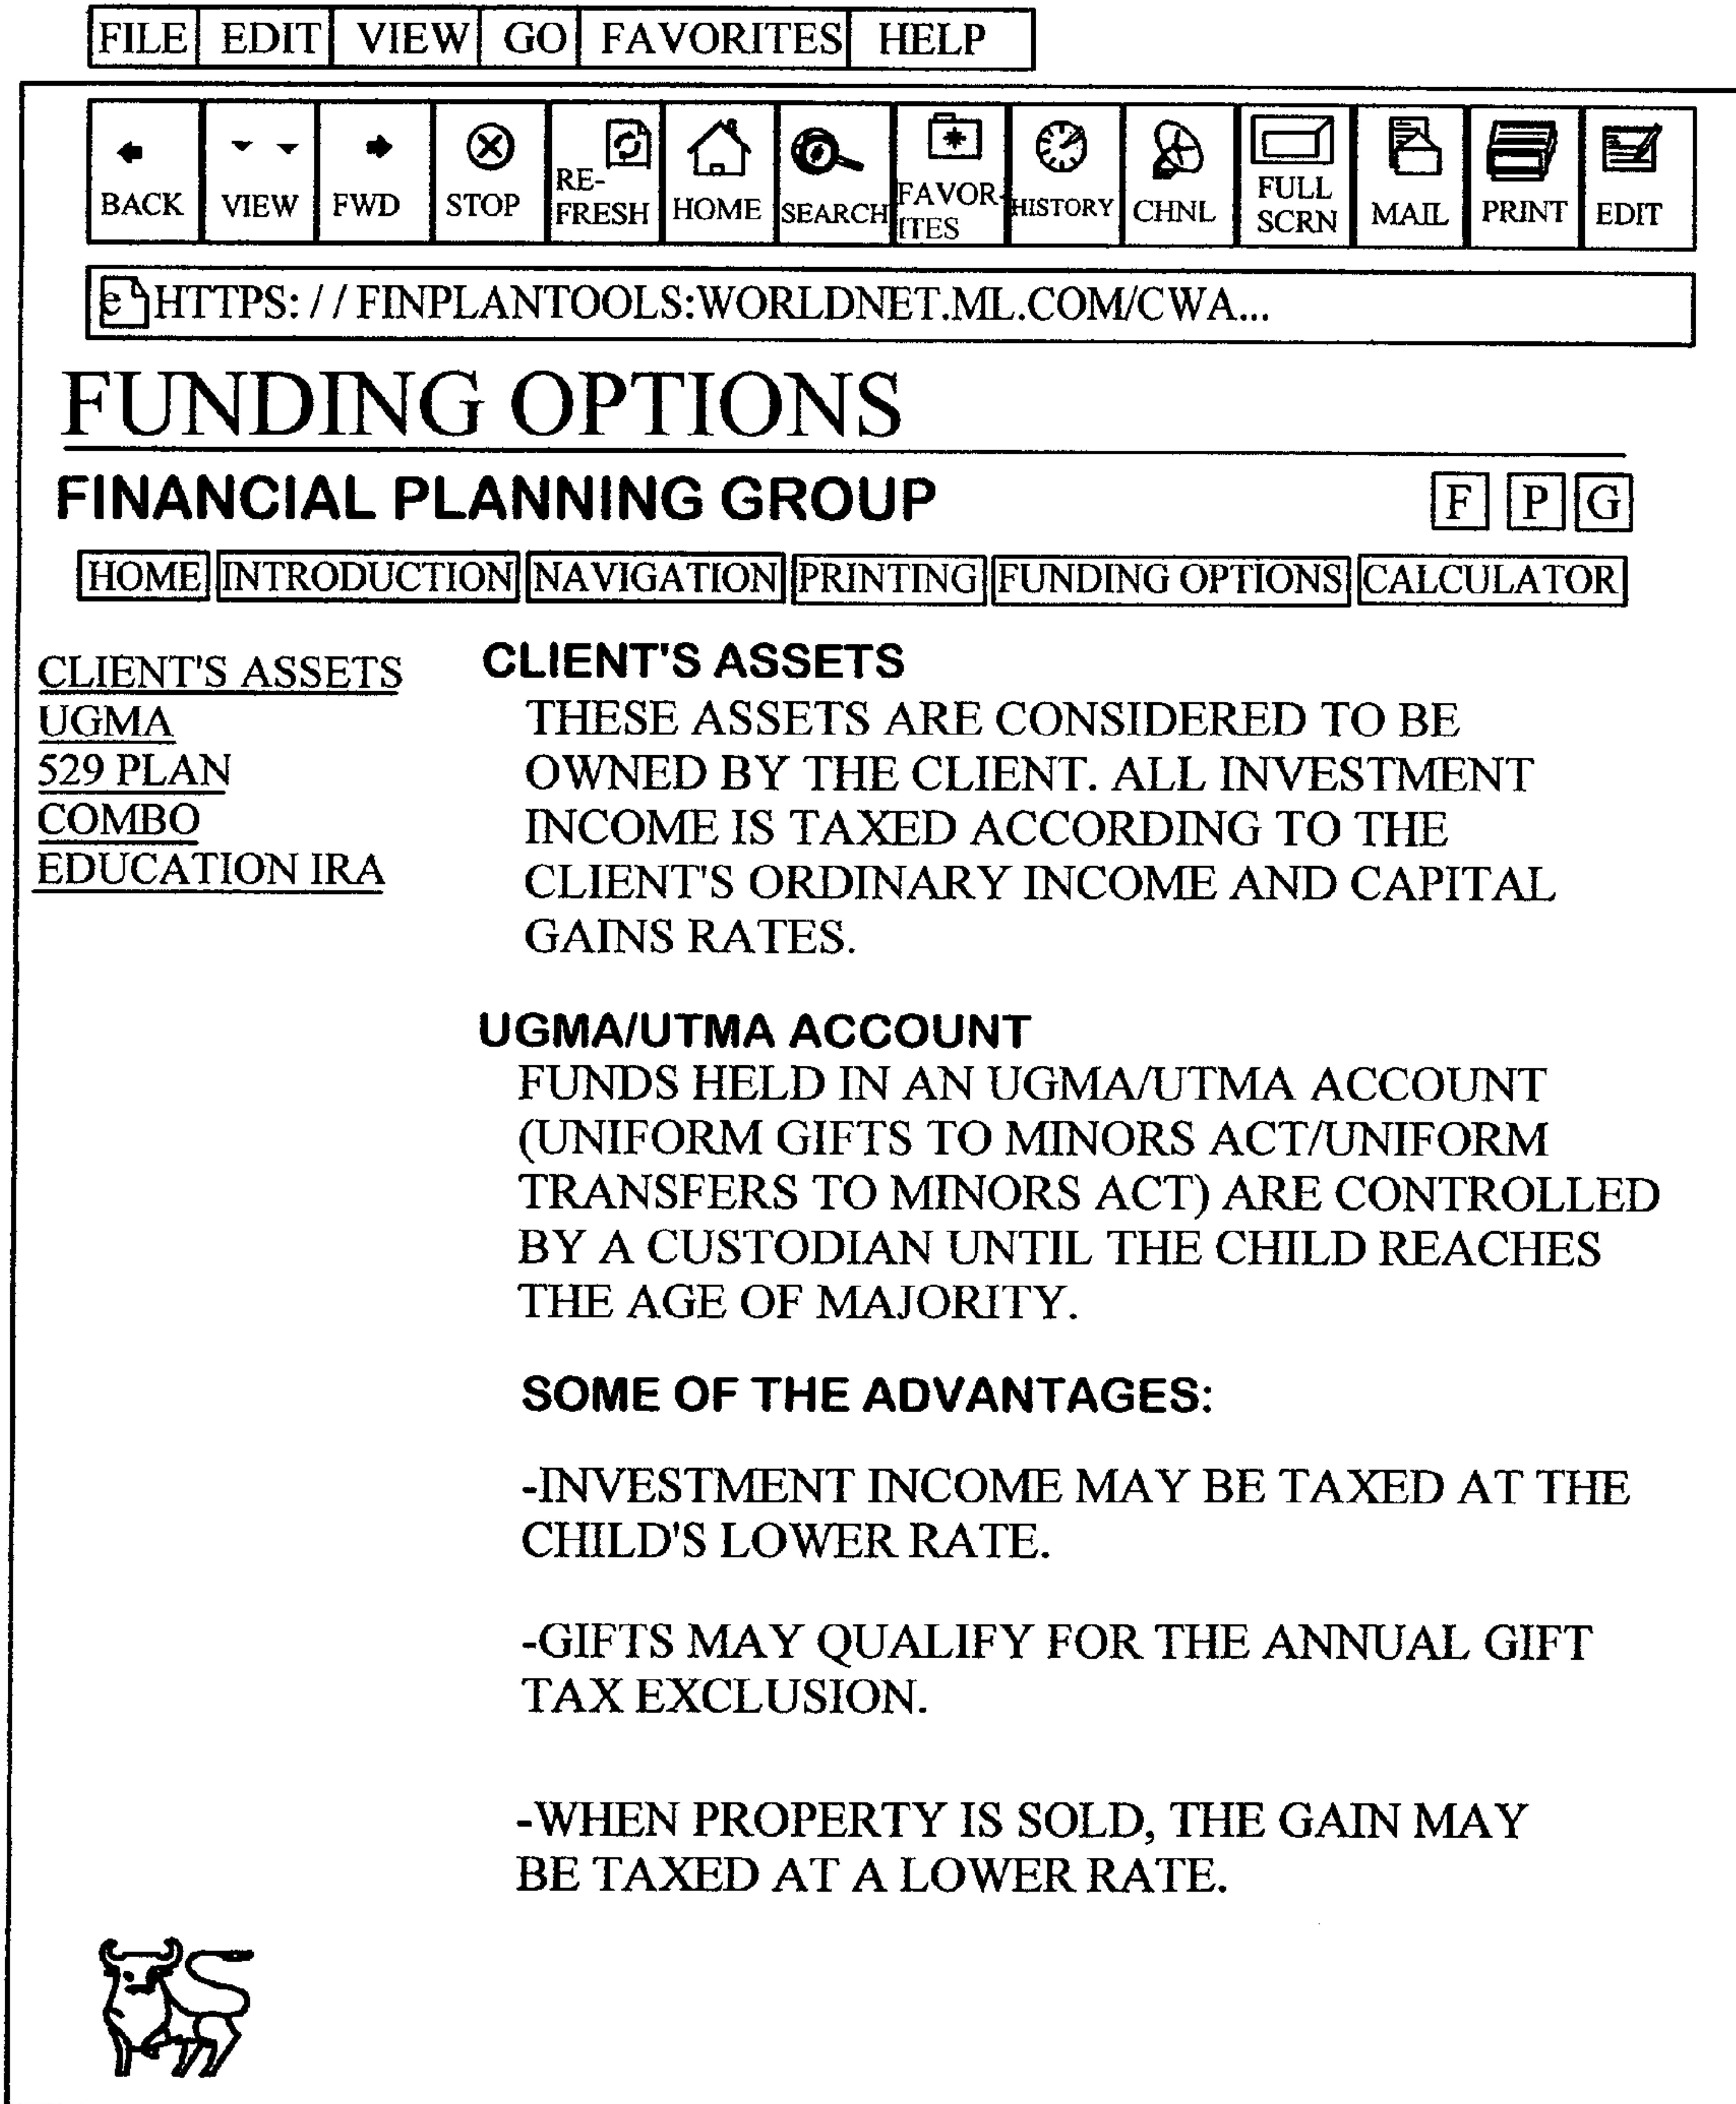 FILE EDIT VIEW GO FAVORITES HELP
BACK VIEW FWD STOP RE-FRESH HOME SEARCH FAVOR-ITES HISTORY CHNL FULL SCRN MAIL PRINT EDIT
e HTTPS: / / FINPLANTOOLS:WORLDNET.ML.COM/CWA...
FUNDING OPTIONS
FINANCIAL PLANNING GROUP F P G
HOME INTRODUCTION NAVIGATION PRINTING FUNDING OPTIONS CALCULATOR
CLIENT'S ASSETS
UGMA
529 PLAN
COMBO
EDUCATION IRA
CLIENT'S ASSETS
THESE ASSETS ARE CONSIDERED TO BE
OWNED BY THE CLIENT. ALL INVESTMENT
INCOME IS TAXED ACCORDING TO THE
CLIENT'S ORDINARY INCOME AND CAPITAL
GAINS RATES.
UGMA/UTMA ACCOUNT
FUNDS HELD IN AN UGMA/UTMA ACCOUNT
(UNIFORM GIFTS TO MINORS ACT/UNIFORM
TRANSFERS TO MINORS ACT) ARE CONTROLLED
BY A CUSTODIAN UNTIL THE CHILD REACHES
THE AGE OF MAJORITY.
SOME OF THE ADVANTAGES:
-INVESTMENT INCOME MAY BE TAXED AT THE
CHILD'S LOWER RATE.
-GIFTS MAY QUALIFY FOR THE ANNUAL GIFT
TAX EXCLUSION.
-WHEN PROPERTY IS SOLD, THE GAIN MAY
BE TAXED AT A LOWER RATE.